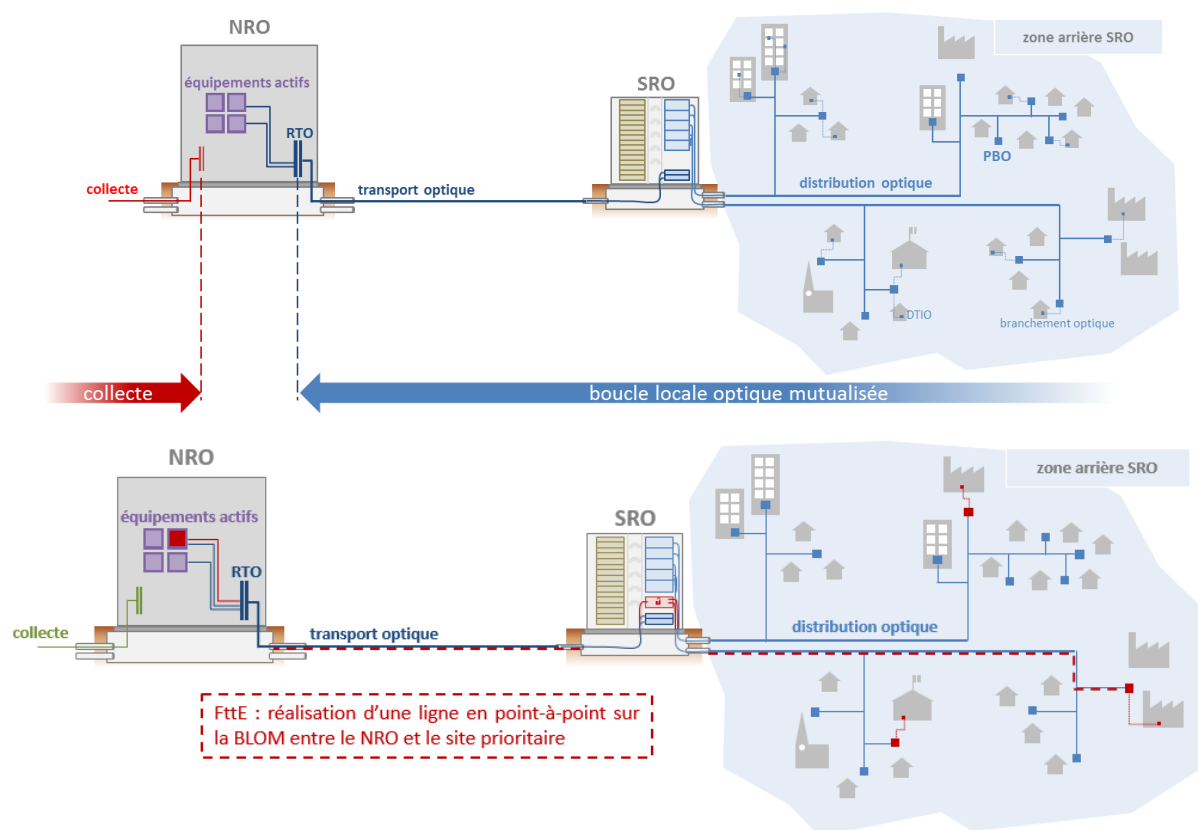 NRO
équipements actifs
RTO
collecte
transport optique
SRO
zone arrière SRO
PBO
distribution optique
DTIO
branchement optique
collecte
boucle locale optique mutualisée
NRO
équipements actifs
RTO
collecte
transport optique
SRO
zone arrière SRO
distribution optique
FttE : réalisation d'une ligne en point-à-point sur
la BLOM entre le NRO et le site prioritaire